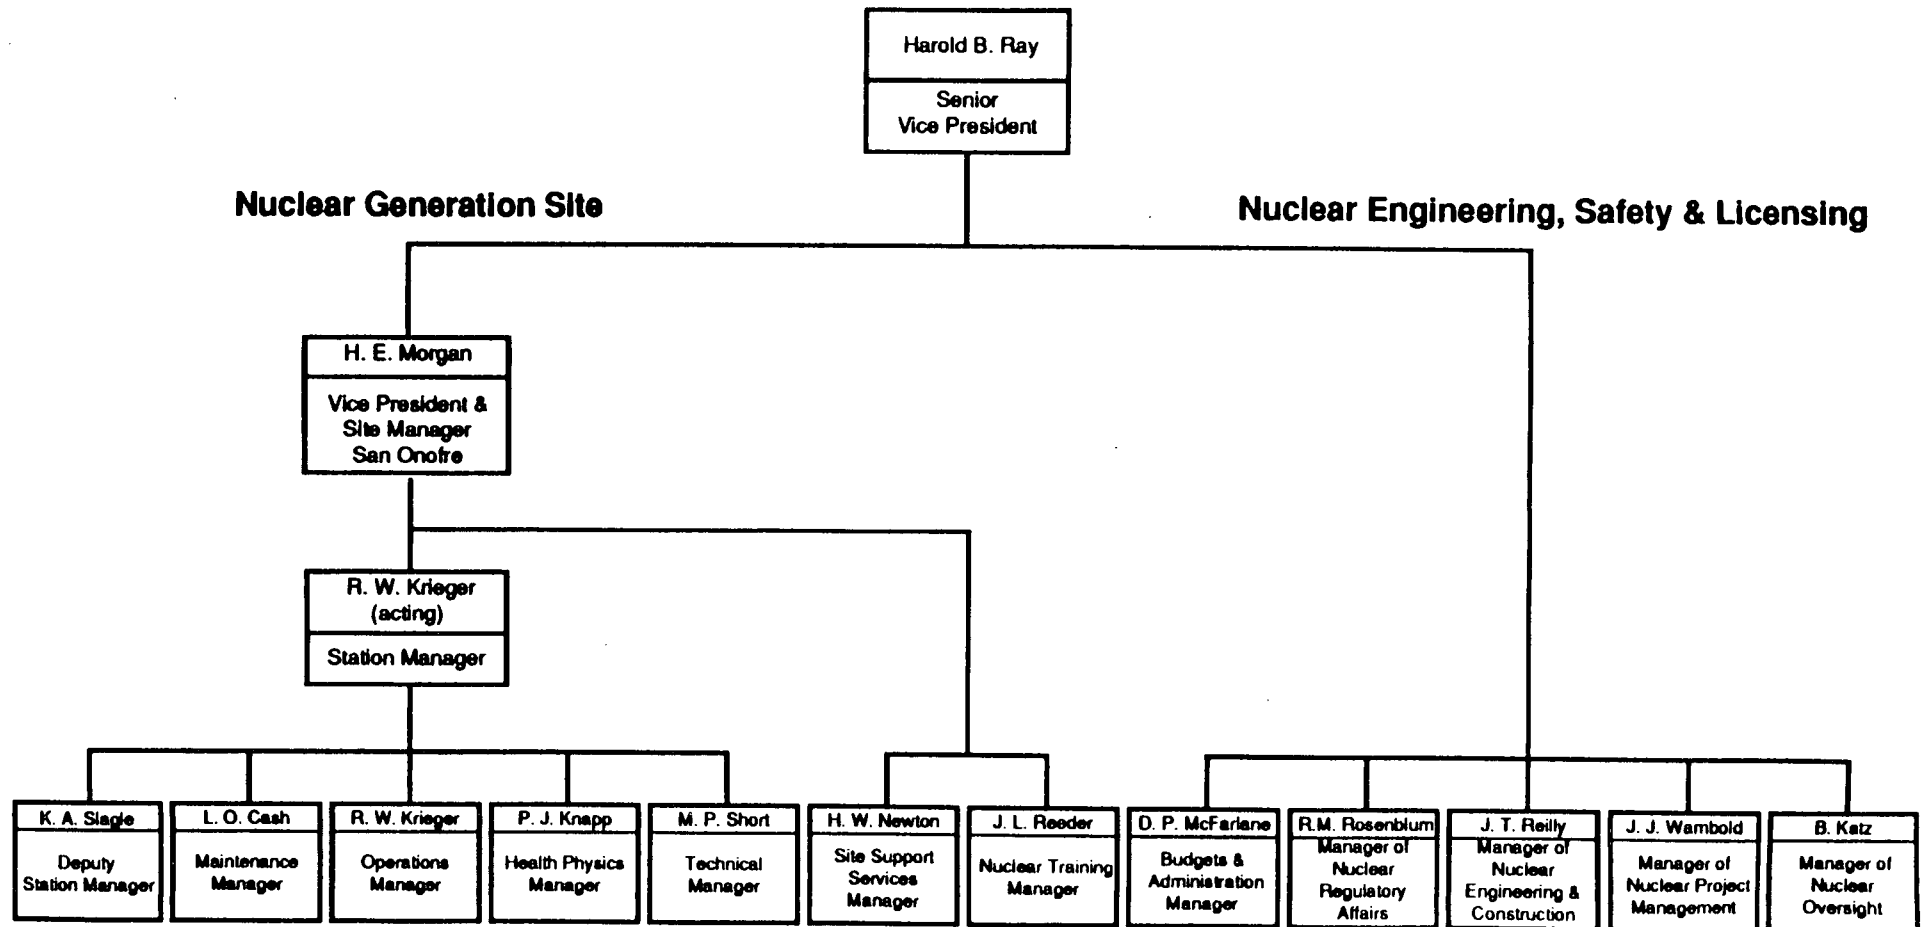 Harold B. Ray
Senior
Vice President
Nuclear Generation Site
Nuclear Engineering, Safety & Licensing
H. E. Morgan
Vice President &
Site Manager
San Onofre
R. W. Krieger
(acting)
Station Manager
K. A. Slagle
Deputy
Station Manager
L. O. Cash
Maintenance
Manager
R. W. Krieger
Operations
Manager
P. J. Knapp
Health Physics
Manager
M. P. Short
Technical
Manager
H. W. Newton
Site Support
Services
Manager
J. L. Reeder
Nuclear Training
Manager
D. P. McFarlane
Budgets &
Administration
Manager
R.M. Rosenblum
Manager of
Nuclear
Regulatory
Affairs
J. T. Reilly
Manager of
Nuclear
Engineering &
Construction
J. J. Wambold
Manager of
Nuclear Project
Management
B. Katz
Manager of
Nuclear
Oversight